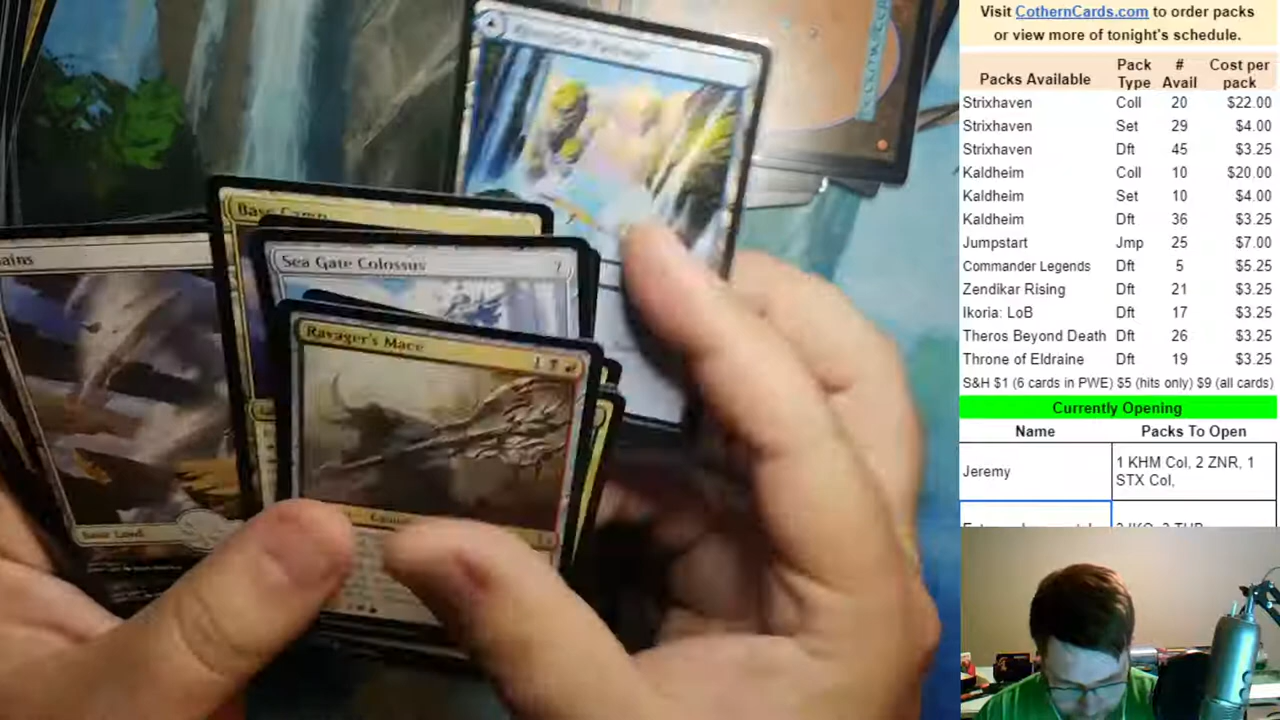 Visit CothernCards.com to order packs
or view more of tonight's schedule.
Packs Available Pack Type # Avail Cost per pack
Strixhaven Coll 20 $22.00
Strixhaven Set 29 $4.00
Strixhaven Dft 45 $3.25
Kaldheim Coll 10 $20.00
Kaldheim Set 10 $4.00
Kaldheim Dft 36 $3.25
Jumpstart Jmp 25 $7.00
Commander Legends Dft 5 $5.25
Zendikar Rising Dft 21 $3.25
Ikoria: LoB Dft 17 $3.25
Theros Beyond Death Dft 26 $3.25
Throne of Eldraine Dft 19 $3.25
S&H $1 (6 cards in PWE) $5 (hits only) $9 (all cards)
Currently Opening
Name Packs To Open
Jeremy 1 KHM Col, 2 ZNR, 1
STX Col,
ains
Base Camp
Sea Gate Colossus 7
Ravager's Mace 1